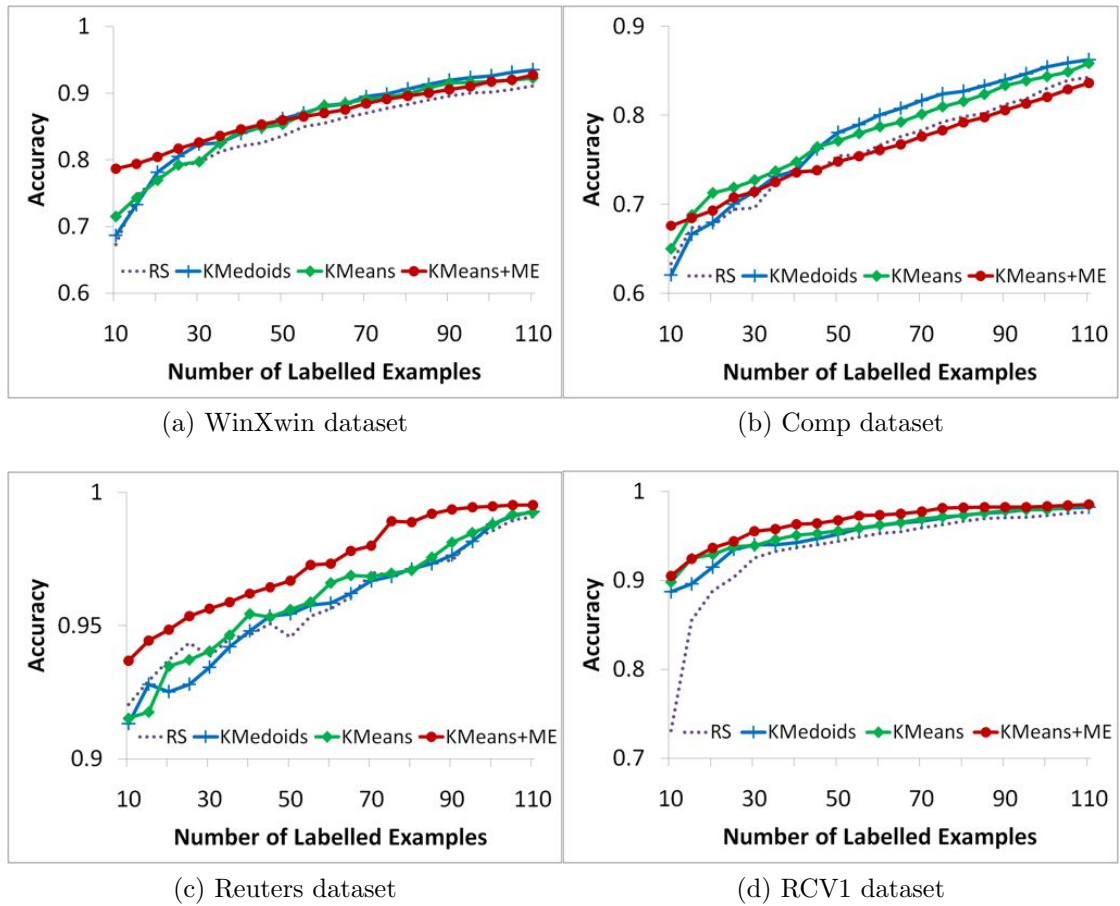 1
0.9
0.8
0.7
0.6
Accuracy
RS KMedoids KMeans KMeans+ME
10 30 50 70 90 110
Number of Labelled Examples
(a) WinXwin dataset
0.9
0.8
0.7
0.6
Accuracy
RS KMedoids KMeans KMeans+ME
10 30 50 70 90 110
Number of Labelled Examples
(b) Comp dataset
1
0.95
0.9
Accuracy
RS KMedoids KMeans KMeans+ME
10 30 50 70 90 110
Number of Labelled Examples
(c) Reuters dataset
1
0.9
0.8
0.7
Accuracy
RS KMedoids KMeans KMeans+ME
10 30 50 70 90 110
Number of Labelled Examples
(d) RCV1 dataset